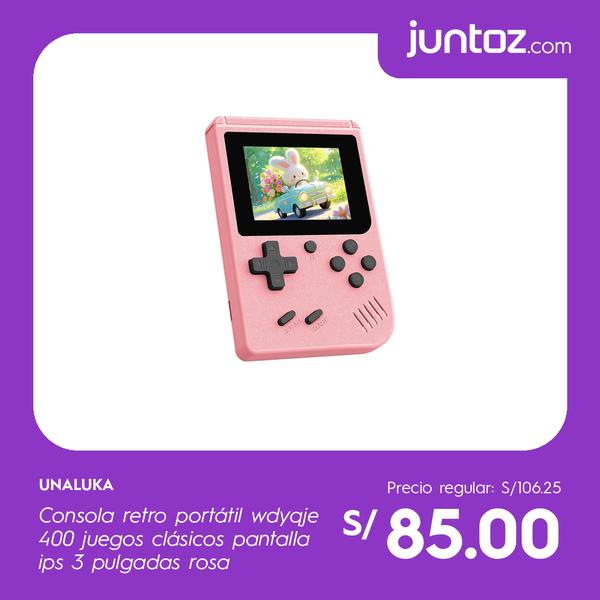 juntoz.com
UNALUKA
Consola retro portátil wdyqje
400 juegos clásicos pantalla
ips 3 pulgadas rosa
Precio regular: S/106.25
S/ 85.00